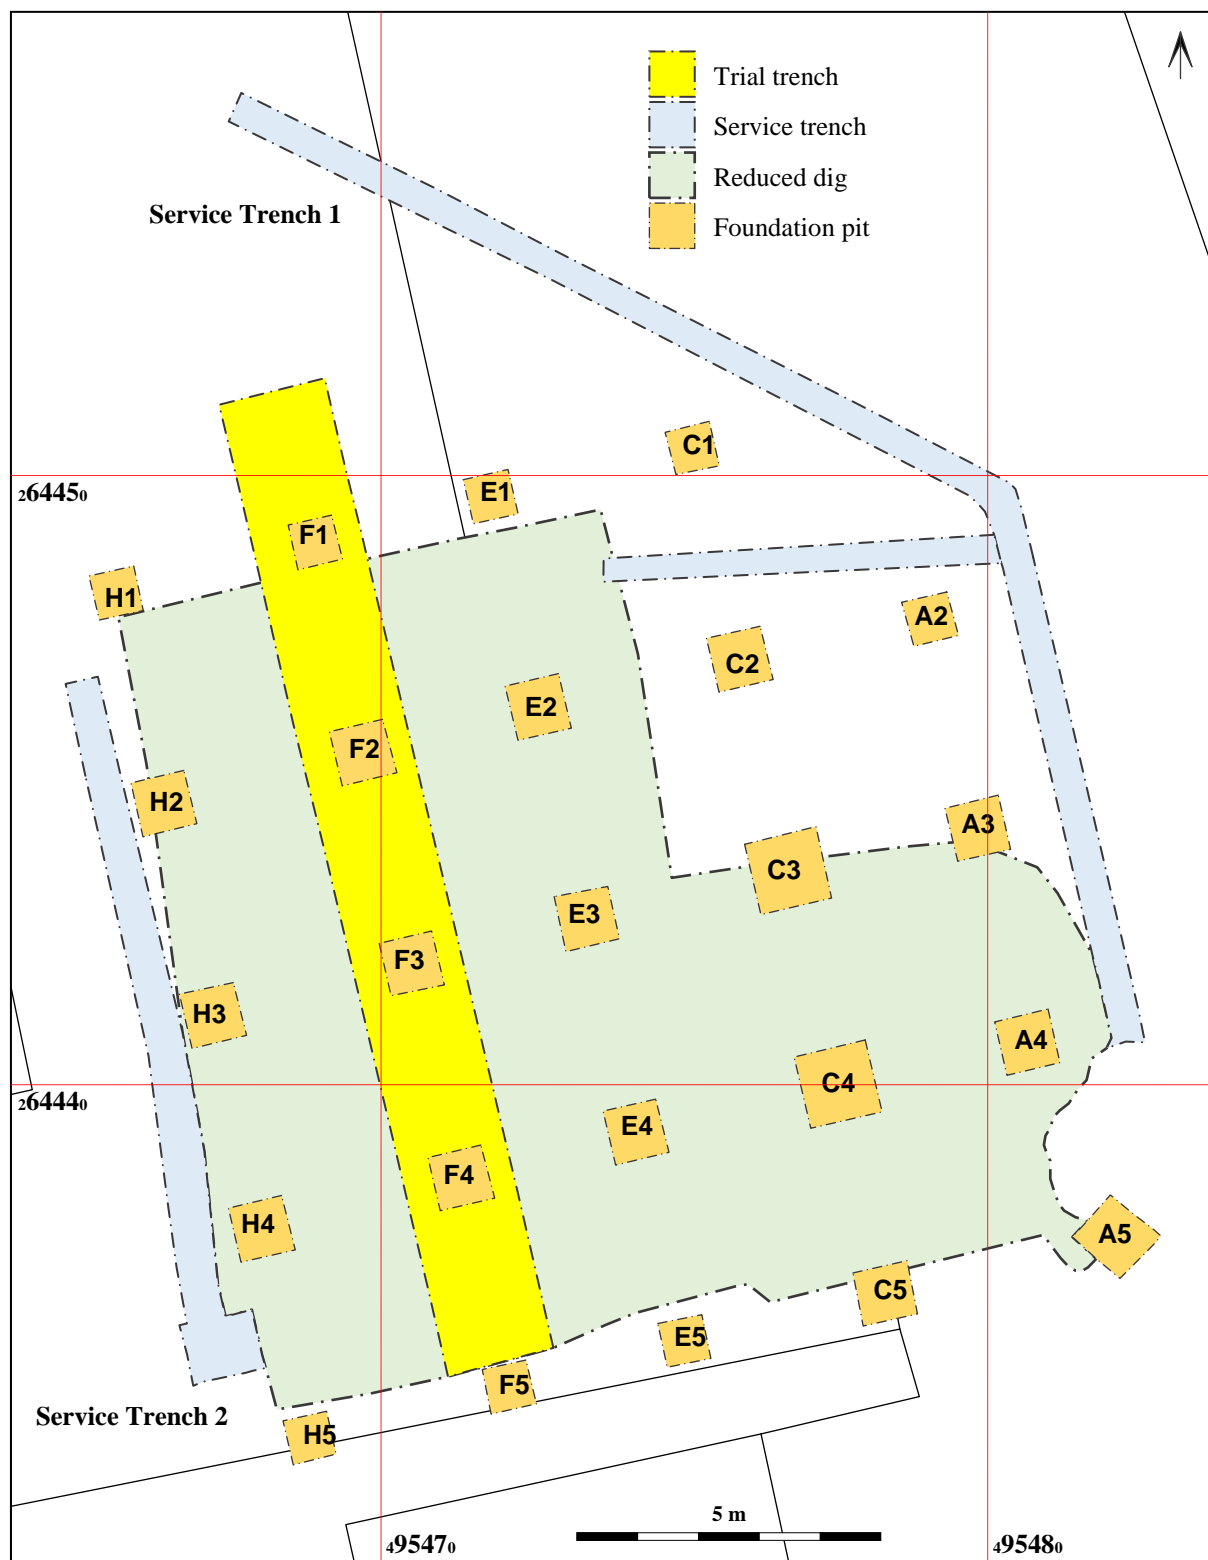 Trial trench
Service trench
Reduced dig
Foundation pit
Service Trench 1
C1
264450
E1
F1
H1
A2
C2
E2
F2
H2
A3
C3
E3
F3
H3
A4
C4
264440
E4
F4
H4
A5
C5
E5
F5
Service Trench 2
H5
5 m
495470
495480